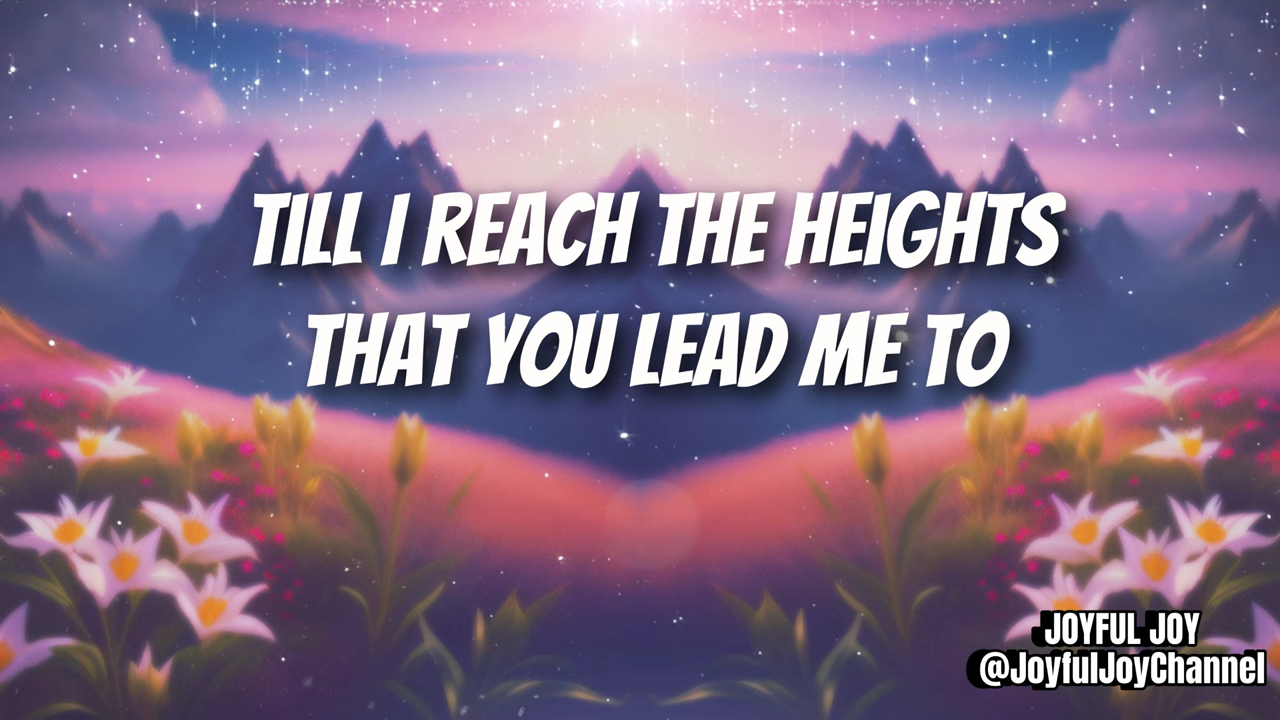 TILL I REACH THE HEIGHTS
THAT YOU LEAD ME TO
JOYFUL JOY
@JoyfulJoyChannel